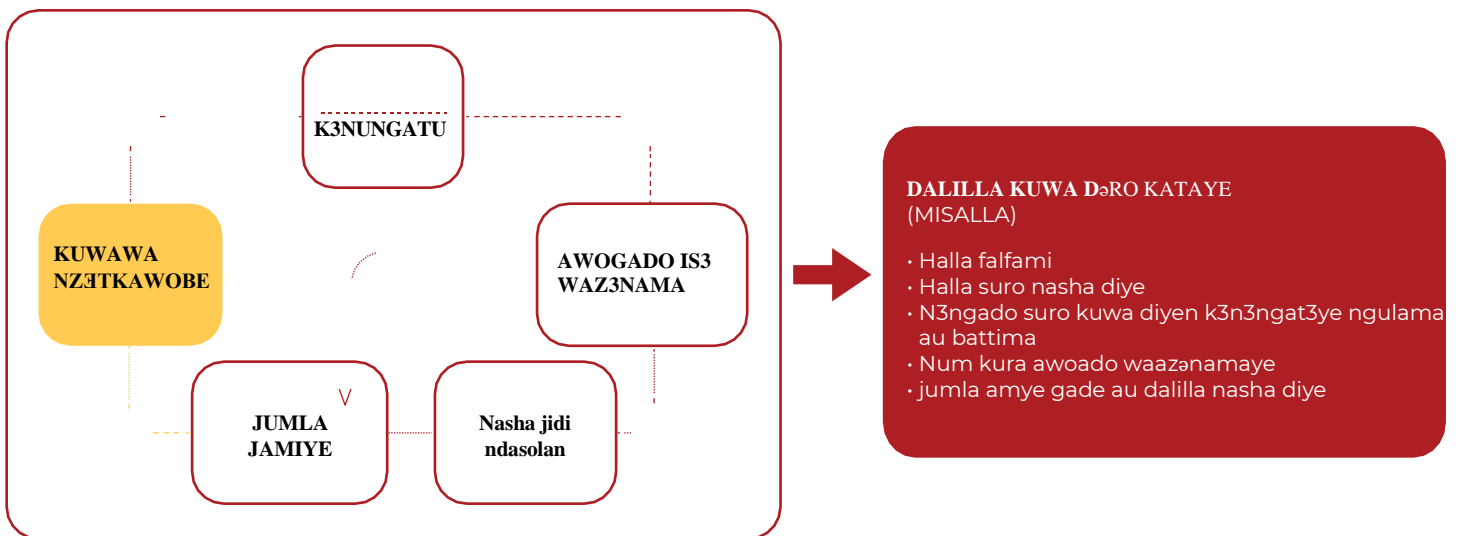 K3NUNGATU
KUWAWA
NZƎTKAWOBE
AWOGADO IS3
WAZ3NAMA
JUMLA
JAMIYE
Nasha jidi
ndasolan
DALILLA KUWA DəRO KATAYE
(MISALLA)
• Halla falfami
• Halla suro nasha diye
• N3ngado suro kuwa diyen k3n3ngat3ye ngulama
au battima
• Num kura awoado waazənamaye
• jumla amye gade au dalilla nasha diye